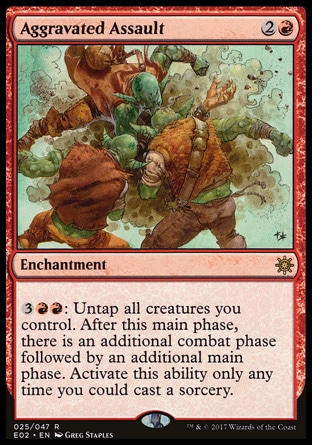 Aggravated Assault 2
Enchantment
3: Untap all creatures you
control. After this main phase,
there is an additional combat phase
followed by an additional main
phase. Activate this ability only any
time you could cast a sorcery.
025/047 R
E02 • EN Greg Staples ™ & © 2017 Wizards of the Coast